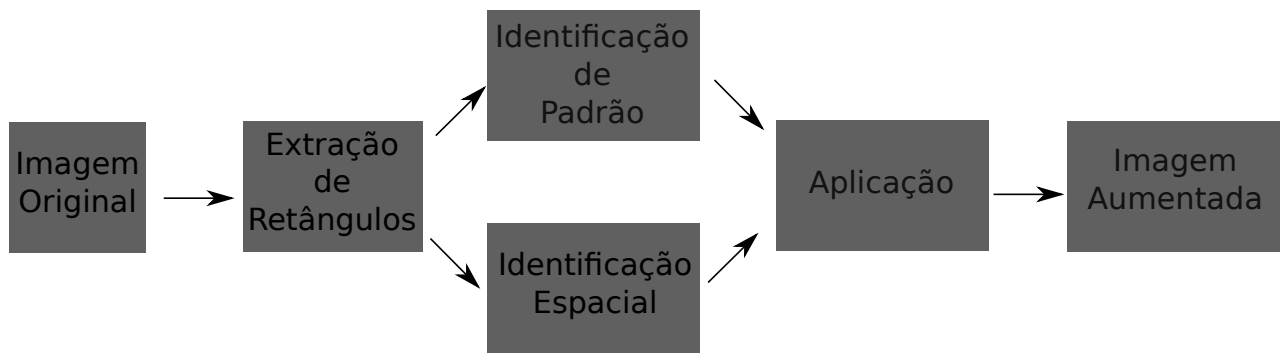 Imagem
Original
Extração
de
Retângulos
Identificação
de
Padrão
Identificação
Espacial
Aplicação
Imagem
Aumentada